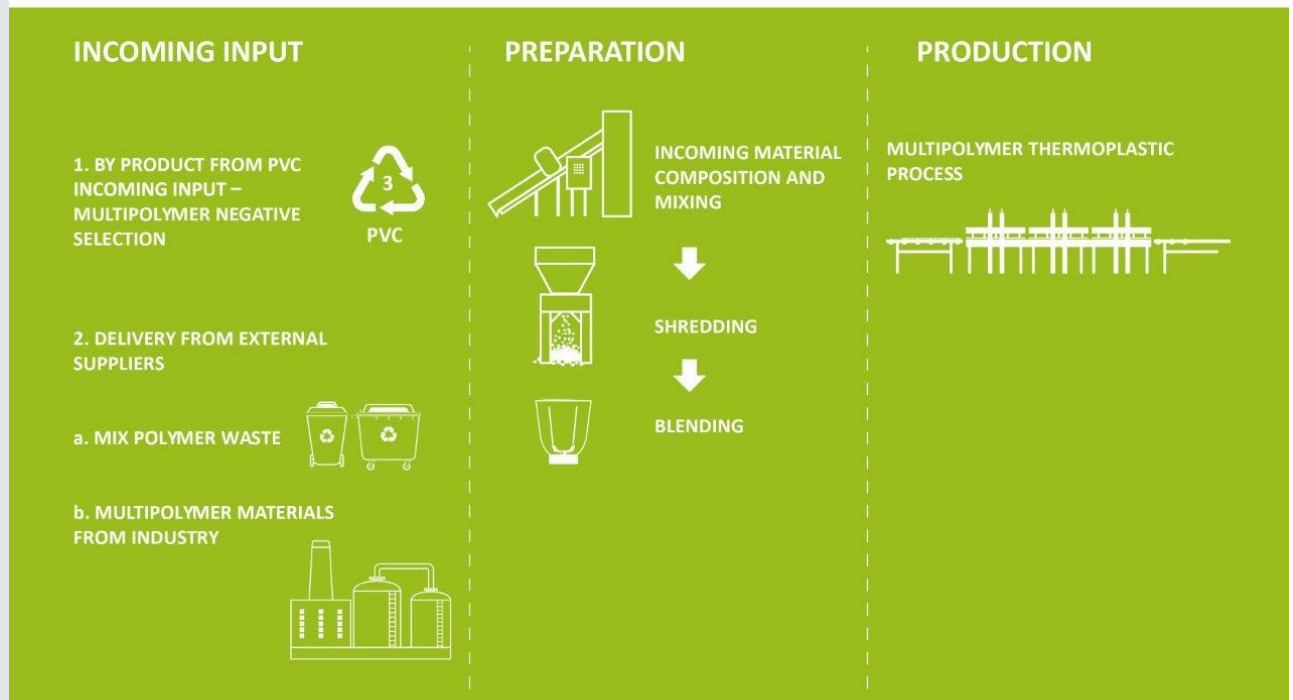 INCOMING INPUT
1. BY PRODUCT FROM PVC
INCOMING INPUT –
MULTIPOLYMER NEGATIVE
SELECTION
3
PVC
2. DELIVERY FROM EXTERNAL
SUPPLIERS
a. MIX POLYMER WASTE
b. MULTIPOLYMER MATERIALS
FROM INDUSTRY
PREPARATION
INCOMING MATERIAL
COMPOSITION AND
MIXING
SHREDDING
BLENDING
PRODUCTION
MULTIPOLYMER THERMOPLASTIC
PROCESS